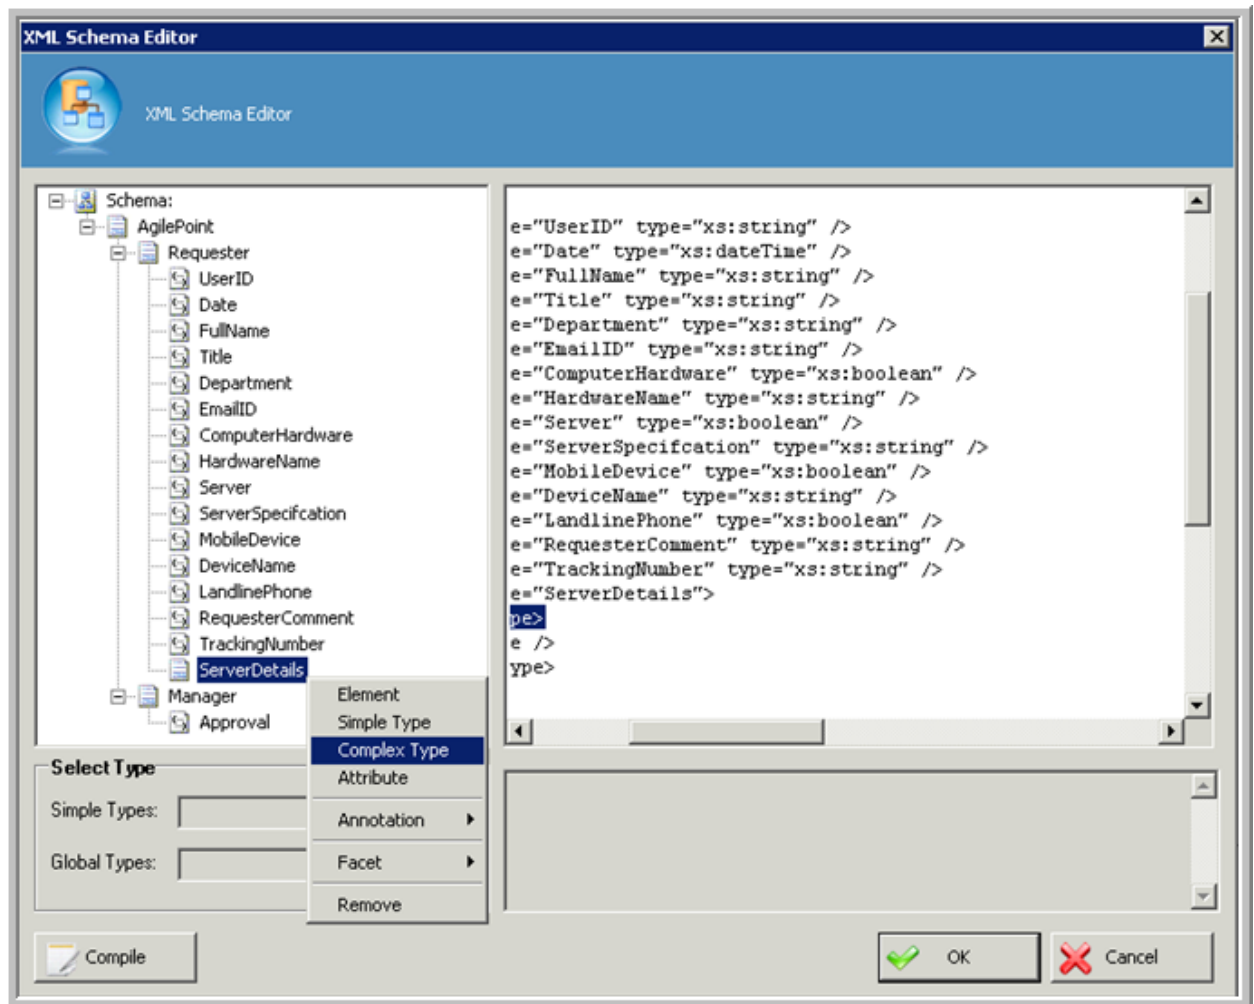 XML Schema Editor
XML Schema Editor
Schema:
AgilePoint
Requester
UserID
Date
FullName
Title
Department
EmailID
ComputerHardware
HardwareName
Server
ServerSpecifcation
MobileDevice
DeviceName
LandlinePhone
RequesterComment
TrackingNumber
ServerDetails
Manager
Approval
e="UserID" type="xs:string" />
e="Date" type="xs:dateTime" />
e="FullName" type="xs:string" />
e="Title" type="xs:string" />
e="Department" type="xs:string" />
e="EmailID" type="xs:string" />
e="ComputerHardware" type="xs:boolean" />
e="HardwareName" type="xs:string" />
e="Server" type="xs:boolean" />
e="ServerSpecifcation" type="xs:string" />
e="MobileDevice" type="xs:boolean" />
e="DeviceName" type="xs:string" />
e="LandlinePhone" type="xs:boolean" />
e="RequesterComment" type="xs:string" />
e="TrackingNumber" type="xs:string" />
e="ServerDetails">
pe>
e />
ype>
Element
Simple Type
Complex Type
Attribute
Annotation
Facet
Remove
Select Type
Simple Types:
Global Types:
Compile
OK
Cancel